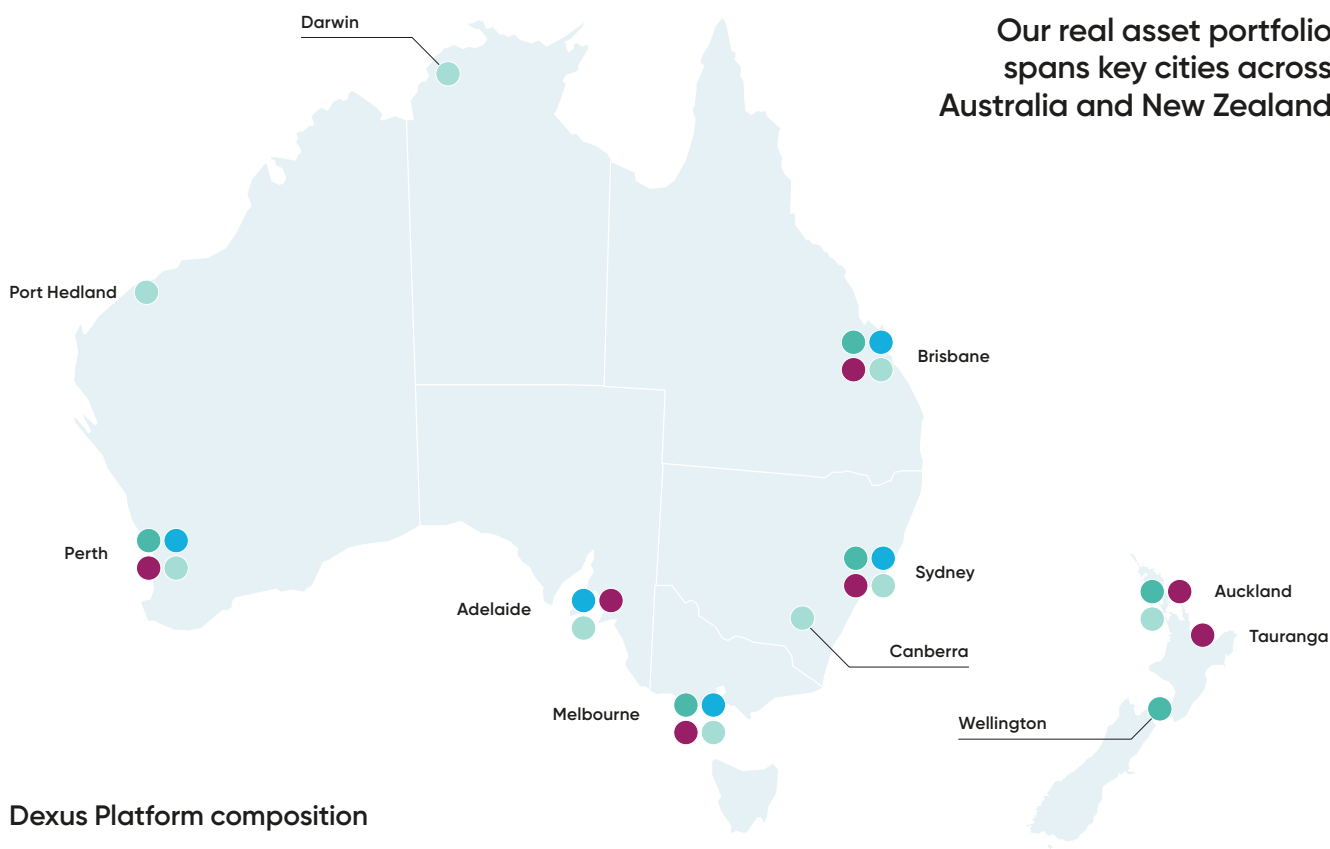 Darwin
Our real asset portfolio
spans key cities across
Australia and New Zealand
Port Hedland
Brisbane
Perth
Sydney
Adelaide
Auckland
Tauranga
Canberra
Melbourne
Wellington
Dexus Platform composition